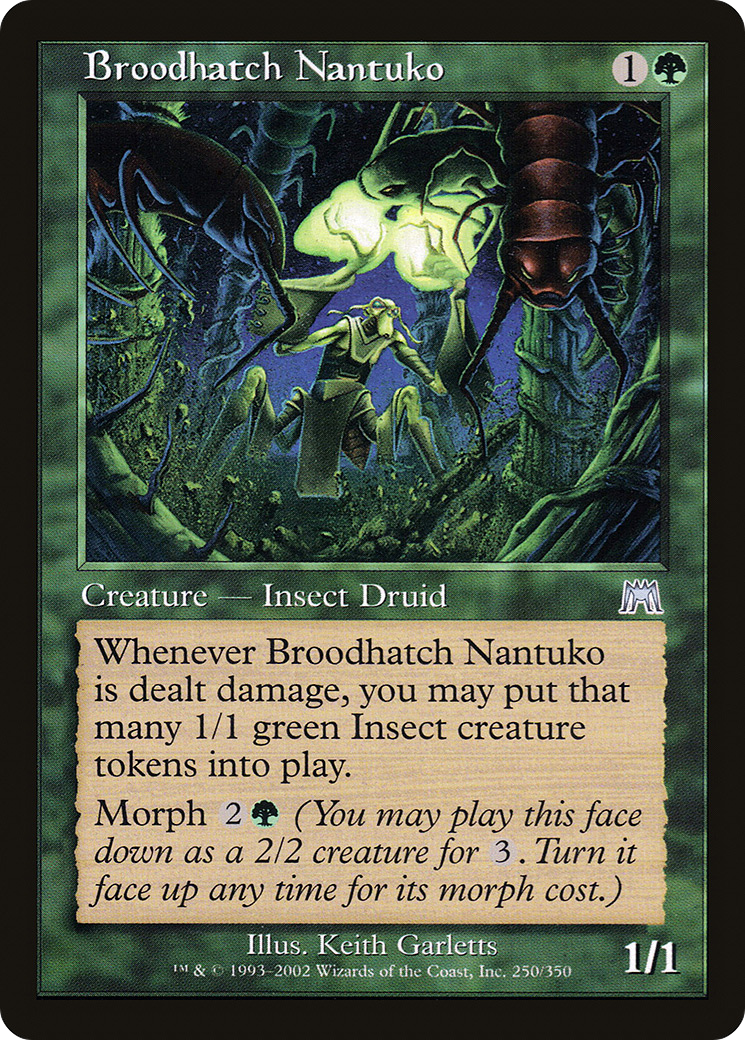 Broodhatch Nantuko 1
Creature — Insect Druid
Whenever Broodhatch Nantuko
is dealt damage, you may put that
many 1/1 green Insect creature
tokens into play.
Morph 2 (You may play this face
down as a 2/2 creature for 3. Turn it
face up any time for its morph cost.)
Illus. Keith Garletts
™ & © 1993–2002 Wizards of the Coast, Inc. 250/350
1/1